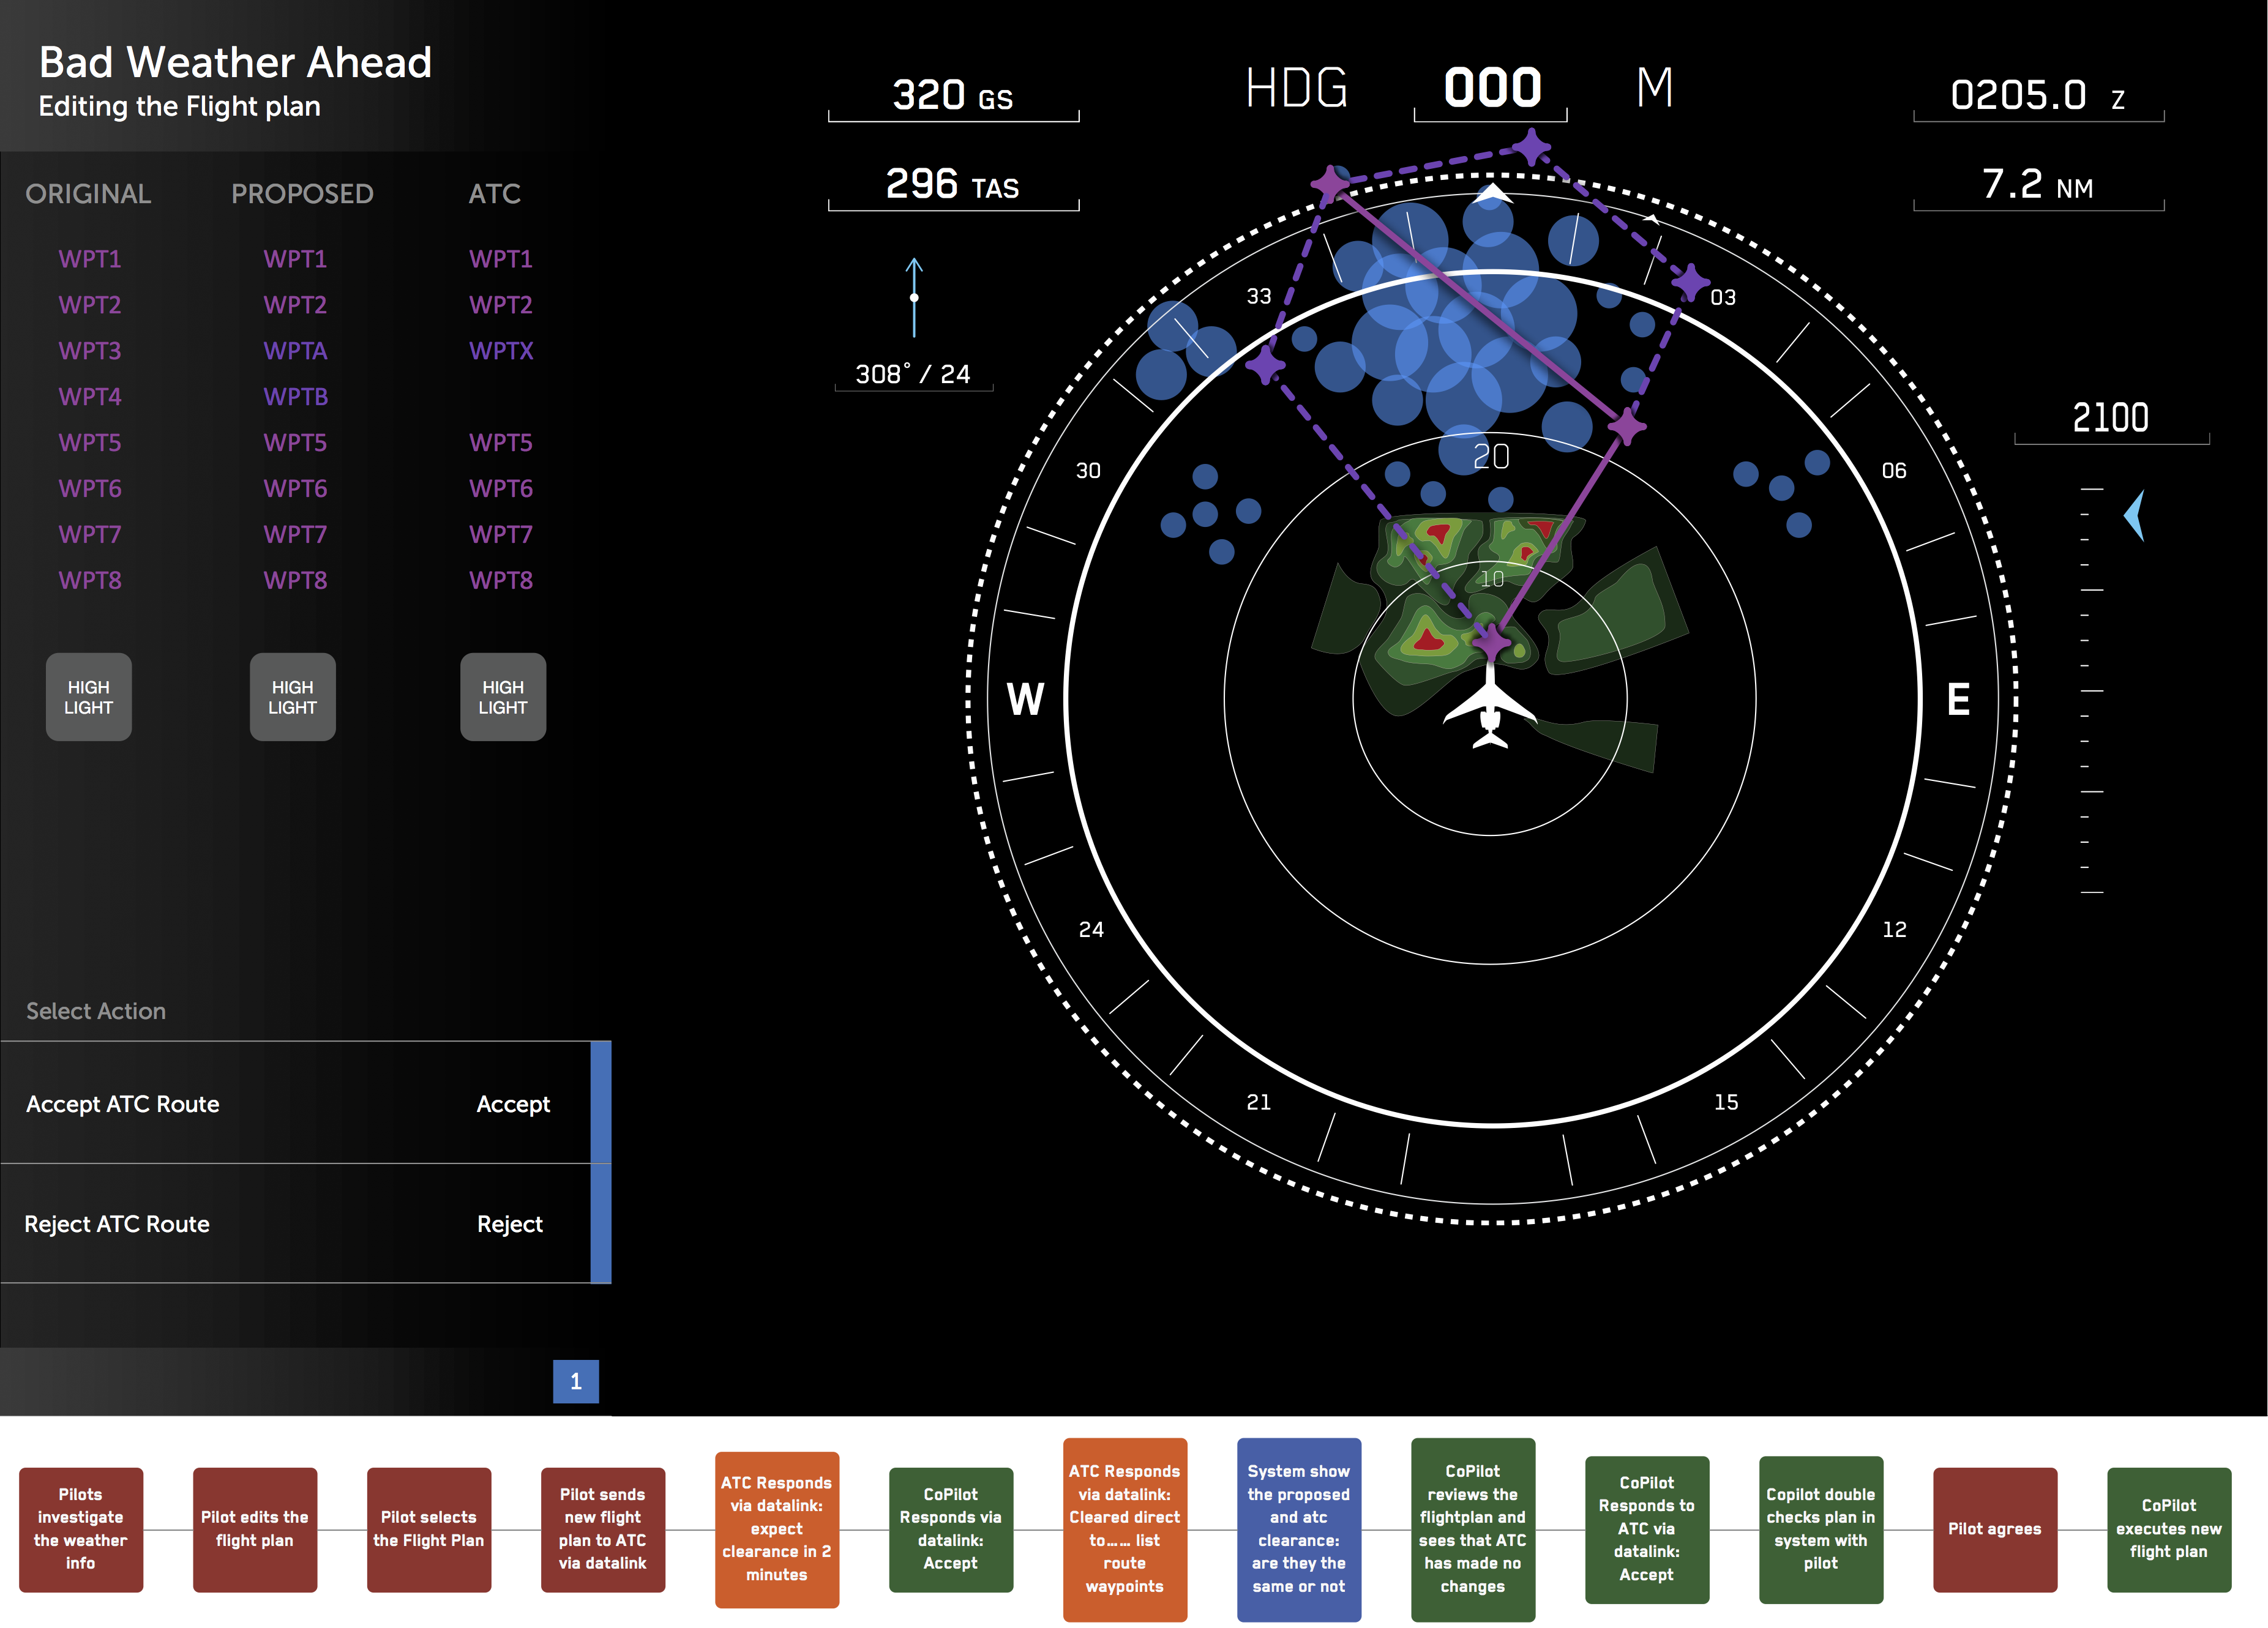 Bad Weather Ahead
Editing the Flight plan
ORIGINAL PROPOSED ATC
WPT1 WPT1 WPT1
WPT2 WPT2 WPT2
WPT3 WPTA WPTX
WPT4 WPTB
WPT5 WPT5 WPT5
WPT6 WPT6 WPT6
WPT7 WPT7 WPT7
WPT8 WPT8 WPT8
HIGH
LIGHT
HIGH
LIGHT
HIGH
LIGHT
Select Action
Accept ATC Route Accept
Reject ATC Route Reject
1
320 GS
296 TAS
308° / 24
HDG 000 M
0205.0 Z
7.2 NM
2100
33
03
30
06
20
10
W
E
24
12
21
15
Pilots
investigate
the weather
info
Pilot edits the
flight plan
Pilot selects
the Flight Plan
Pilot sends
new flight
plan to ATC
via datalink
ATC Responds
via datalink:
expect
clearance in 2
minutes
CoPilot
Responds via
datalink:
Accept
ATC Responds
via datalink:
Cleared direct
to...... list
route
waypoints
System show
the proposed
and atc
clearance:
are they the
same or not
CoPilot
reviews the
flightplan and
sees that ATC
has made no
changes
CoPilot
Responds to
ATC via
datalink:
Accept
Copilot double
checks plan in
system with
pilot
Pilot agrees
CoPilot
executes new
flight plan